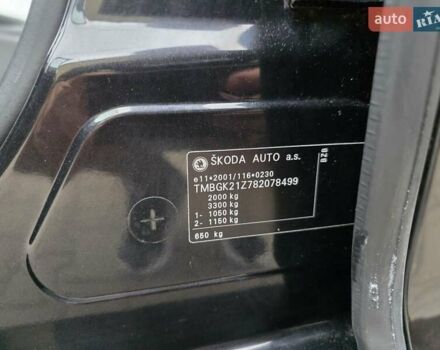 auto RIA
ŠKODA AUTO a.s.
e11*2001/116*0230
TMBGK21Z782078499
2000 kg
3300 kg
1- 1050 kg
2- 1150 kg
650 kg